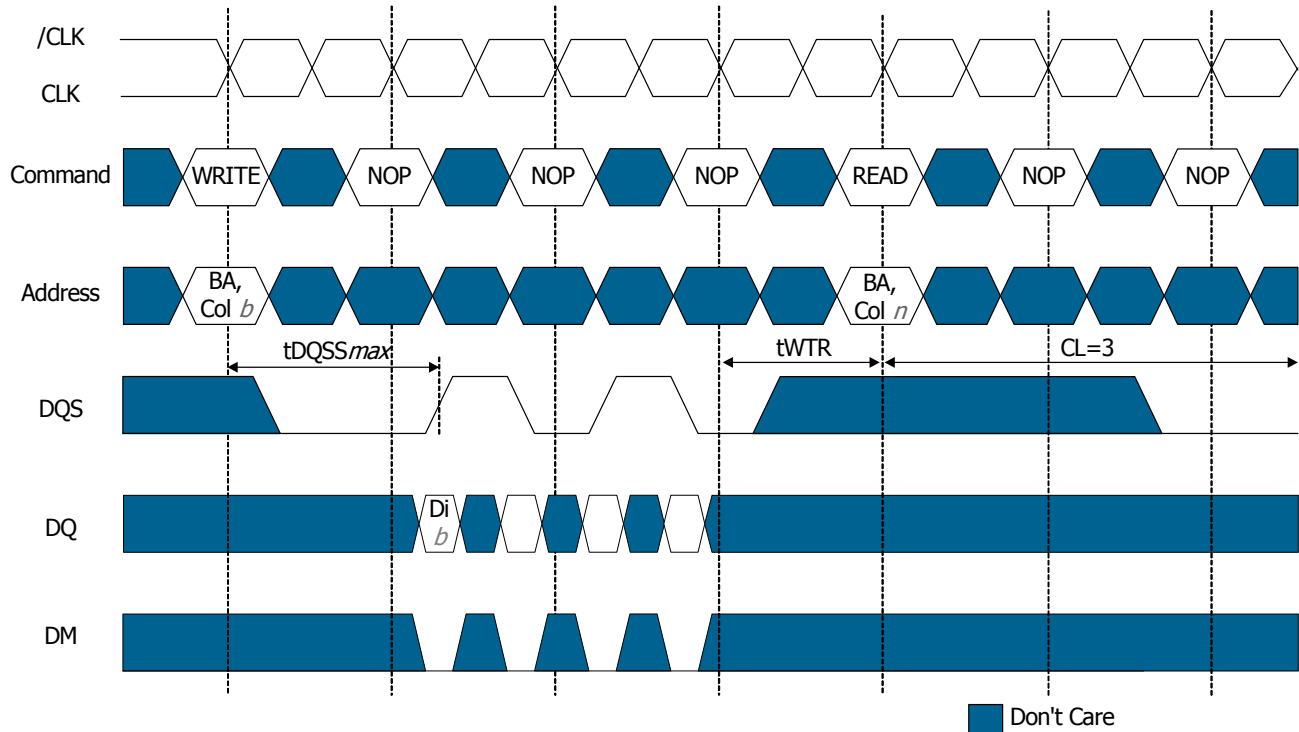 /CLK
CLK
Command
WRITE
NOP
NOP
NOP
READ
NOP
NOP
Address
BA,
Col b
BA,
Col n
tDQSSmax
tWTR
CL=3
DQS
DQ
Di
b
DM
Don't Care